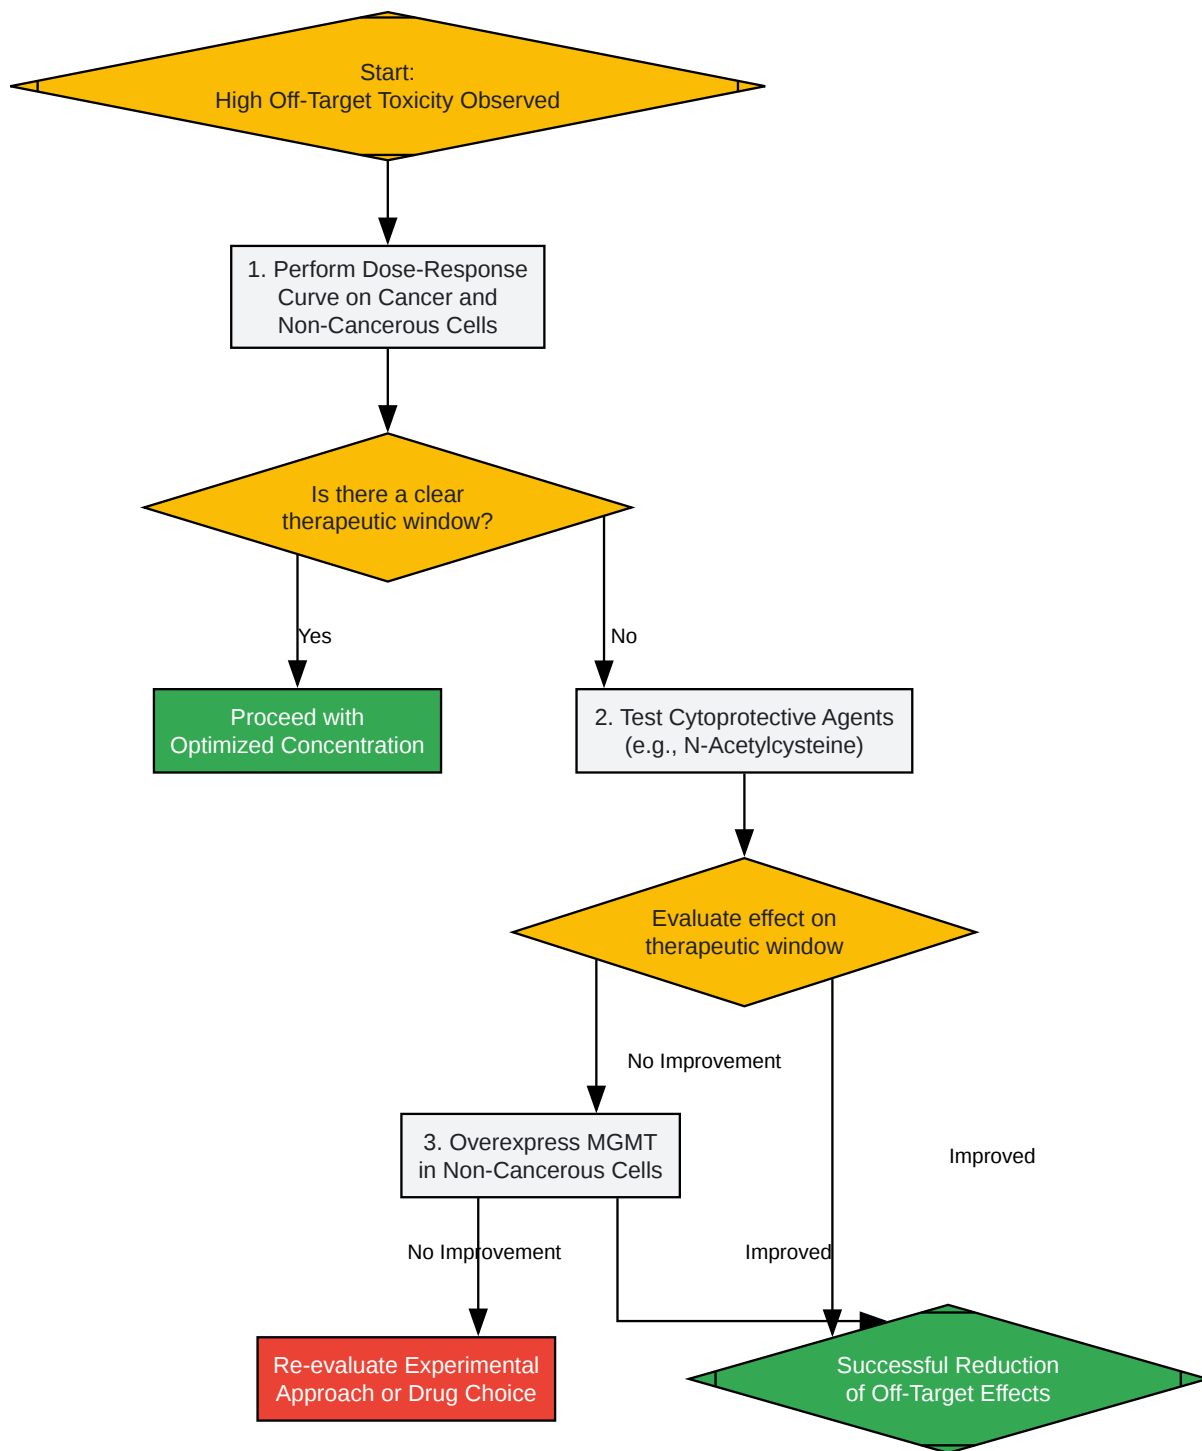 Start:
High Off-Target Toxicity Observed
1. Perform Dose-Response
Curve on Cancer and
Non-Cancerous Cells
Is there a clear
therapeutic window?
Yes
No
Proceed with
Optimized Concentration
2. Test Cytoprotective Agents
(e.g., N-Acetylcysteine)
Evaluate effect on
therapeutic window
No Improvement
3. Overexpress MGMT
in Non-Cancerous Cells
Improved
No Improvement
Improved
Re-evaluate Experimental
Approach or Drug Choice
Successful Reduction
of Off-Target Effects